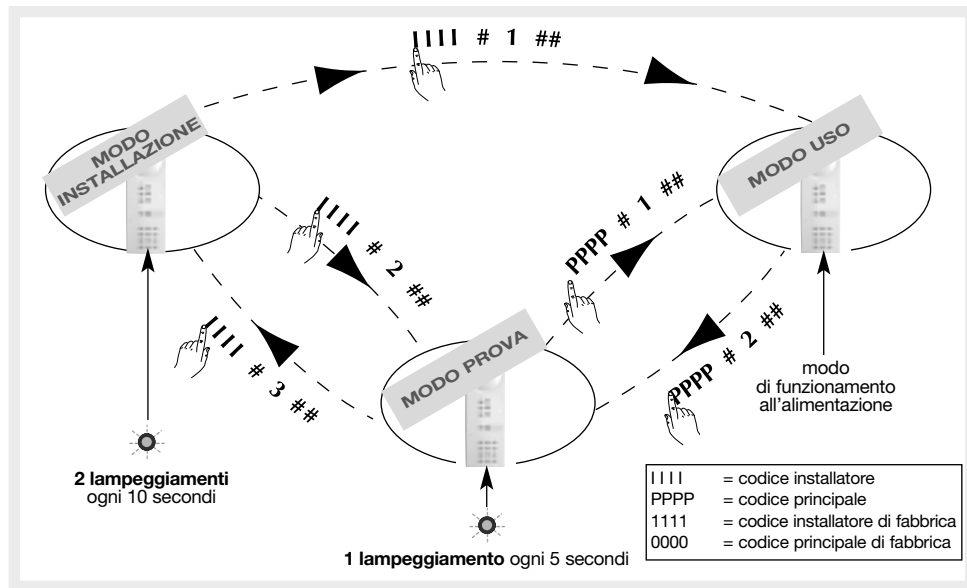 IIII # 1 ##
MODO
INSTALLAZIONE
MODO USO
IIII # 2 ##
PPPP # 1 ##
IIII # 3 ##
MODO PROVA
PPPP # 2 ##
modo
di funzionamento
all'alimentazione
2 lampeggiamenti
ogni 10 secondi
1 lampeggiamento ogni 5 secondi
I I I I = codice installatore
PPPP = codice principale
1111 = codice installatore di fabbrica
0000 = codice principale di fabbrica